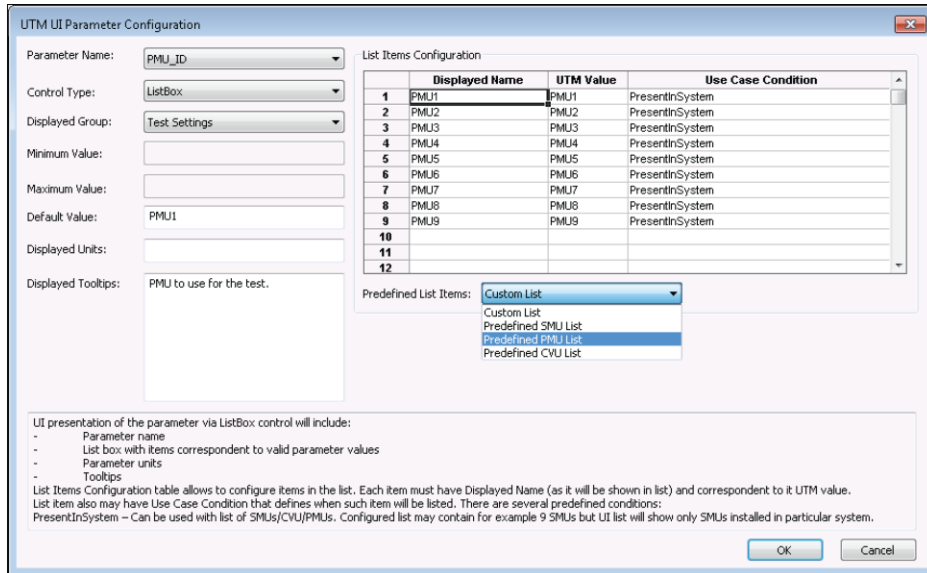 UTM UI Parameter Configuration
Parameter Name:
PMU_ID
Control Type:
ListBox
Displayed Group:
Test Settings
Minimum Value:
Maximum Value:
Default Value:
PMU1
Displayed Units:
Displayed Tooltips:
PMU to use for the test.
List Items Configuration
Displayed Name UTM Value Use Case Condition
1 PMU1 PMU1 PresentInSystem
2 PMU2 PMU2 PresentInSystem
3 PMU3 PMU3 PresentInSystem
4 PMU4 PMU4 PresentInSystem
5 PMU5 PMU5 PresentInSystem
6 PMU6 PMU6 PresentInSystem
7 PMU7 PMU7 PresentInSystem
8 PMU8 PMU8 PresentInSystem
9 PMU9 PMU9 PresentInSystem
10
11
12
Predefined List Items: Custom List
Custom List
Predefined SMU List
Predefined PMU List
Predefined CVU List
UI presentation of the parameter via ListBox control will include:
- Parameter name
- List box with items correspondent to valid parameter values
- Parameter units
- Tooltips
List Items Configuration table allows to configure items in the list. Each item must have Displayed Name (as it will be shown in list) and correspondent to it UTM value.
List item also may have Use Case Condition that defines when such item will be listed. There are several predefined conditions:
PresentInSystem – Can be used with list of SMUs/CVU/PMUs. Configured list may contain for example 9 SMUs but UI list will show only SMUs installed in particular system.
OK Cancel